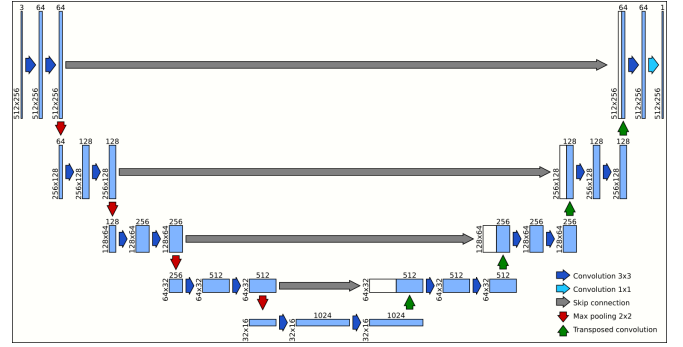 3 64 64 64 64 1
512x256 512x256 512x256 512x256 512x256 512x256
64 128 128 128 128 128
256x128 256x128 256x128 256x128 256x128 256x128
128 256 256 256 256 256
128x64 128x64 128x64 128x64 128x64 128x64
256 512 512 512 512 512
64x32 64x32 64x32 64x32 64x32 64x32
1024 1024
32x16 32x16 32x16
Convolution 3x3
Convolution 1x1
Skip connection
Max pooling 2x2
Transposed convolution